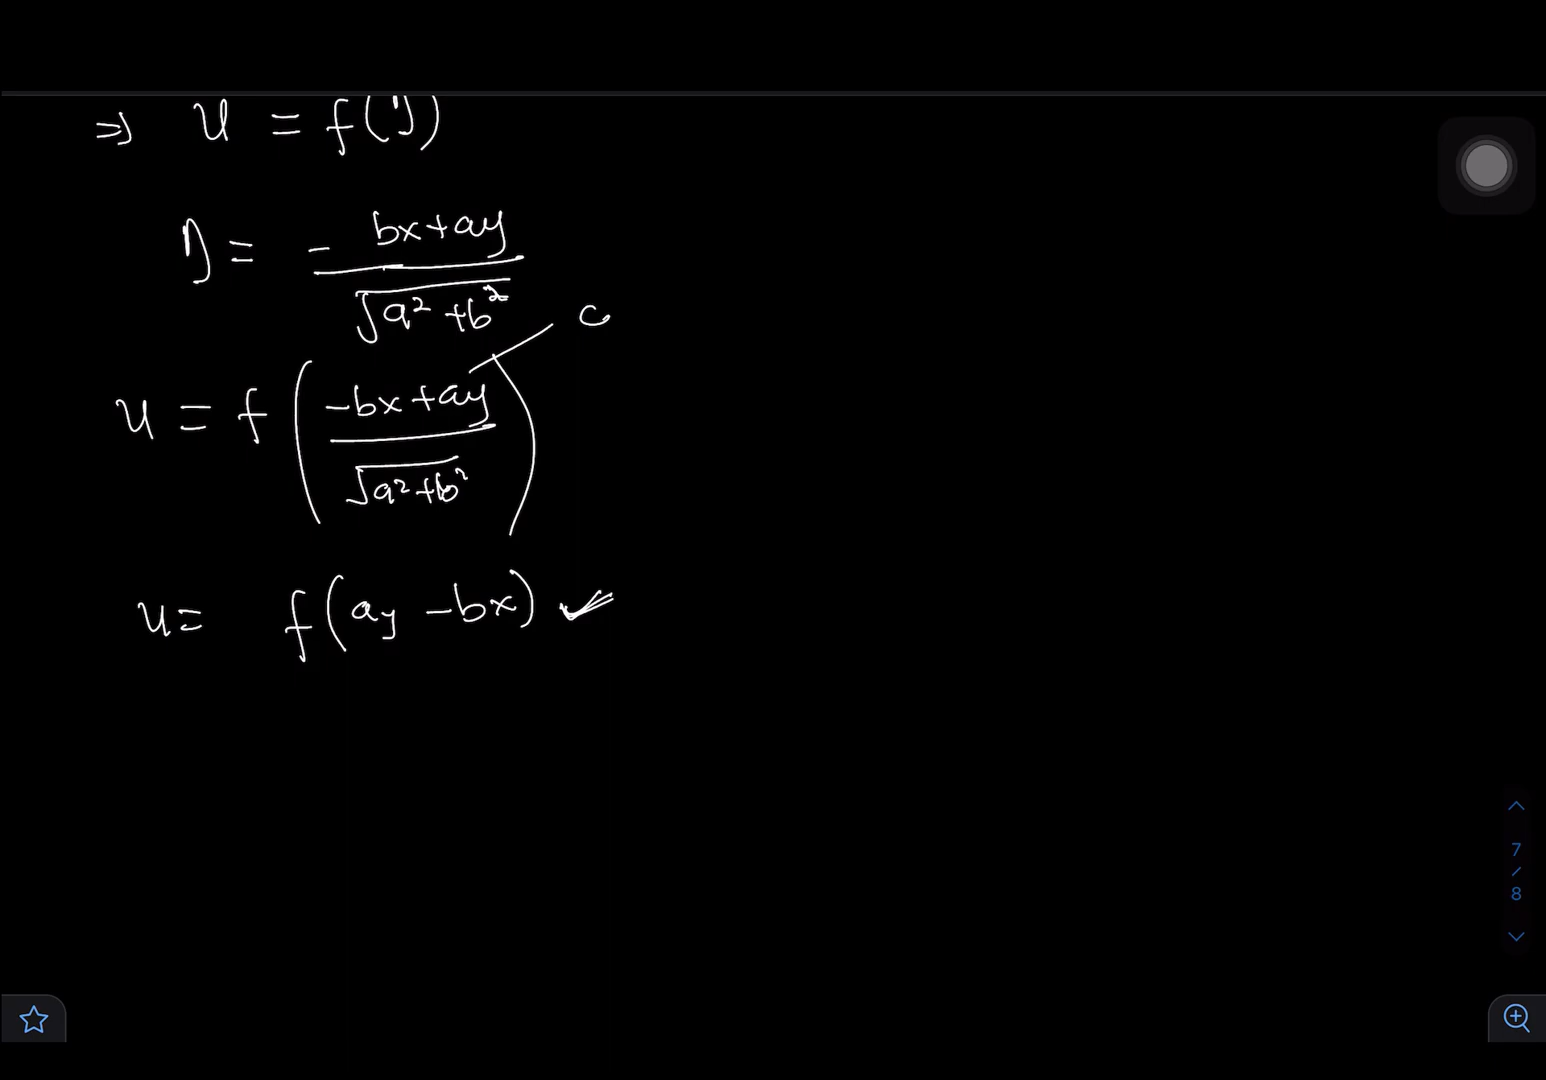 ⇒ u = f(η)
η = - bx+ay / √a² + b²
c
u = f ( -bx + ay / √a² + b² )
u = f(ay - bx) ✓
7
/
8